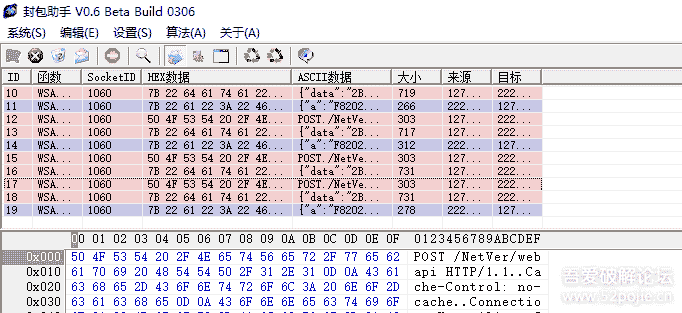 封包助手 V0.6 Beta Build 0306
系统(S) 编辑(E) 设置(S) 算法(A) 关于(A)
ID 函数 SocketID HEX数据 ASCII数据 大小 来源 目标
10 WSA... 1060 7B 22 64 61 74 61 22... {"data":"2B... 719 127... 222...
11 WSA... 1060 7B 22 61 22 3A 22 46... {"a":"F8202... 266 222... 127...
12 WSA... 1060 50 4F 53 54 20 2F 4E... POST./NetVe... 303 127... 222...
13 WSA... 1060 7B 22 64 61 74 61 22... {"data":"2B... 717 127... 222...
14 WSA... 1060 7B 22 61 22 3A 22 46... {"a":"F8202... 312 222... 127...
15 WSA... 1060 50 4F 53 54 20 2F 4E... POST./NetVe... 303 127... 222...
16 WSA... 1060 7B 22 64 61 74 61 22... {"data":"2B... 731 127... 222...
17 WSA... 1060 50 4F 53 54 20 2F 4E... POST./NetVe... 303 127... 222...
18 WSA... 1060 7B 22 64 61 74 61 22... {"data":"2B... 731 127... 222...
19 WSA... 1060 7B 22 61 22 3A 22 46... {"a":"F8202... 278 222... 127...
00 01 02 03 04 05 06 07 08 09 0A 0B 0C 0D 0E 0F 0123456789ABCDEF
0x000 50 4F 53 54 20 2F 4E 65 74 56 65 72 2F 77 65 62 POST /NetVer/web
0x010 61 70 69 20 48 54 54 50 2F 31 2E 31 0D 0A 43 61 api HTTP/1.1..Ca
0x020 63 68 65 2D 43 6F 6E 74 72 6F 6C 3A 20 6E 6F 2D che-Control: no-
0x030 63 61 63 68 65 0D 0A 43 6F 6E 6E 65 63 74 69 6F cache..Connectio
吾爱破解论坛
www.52pojie.cn